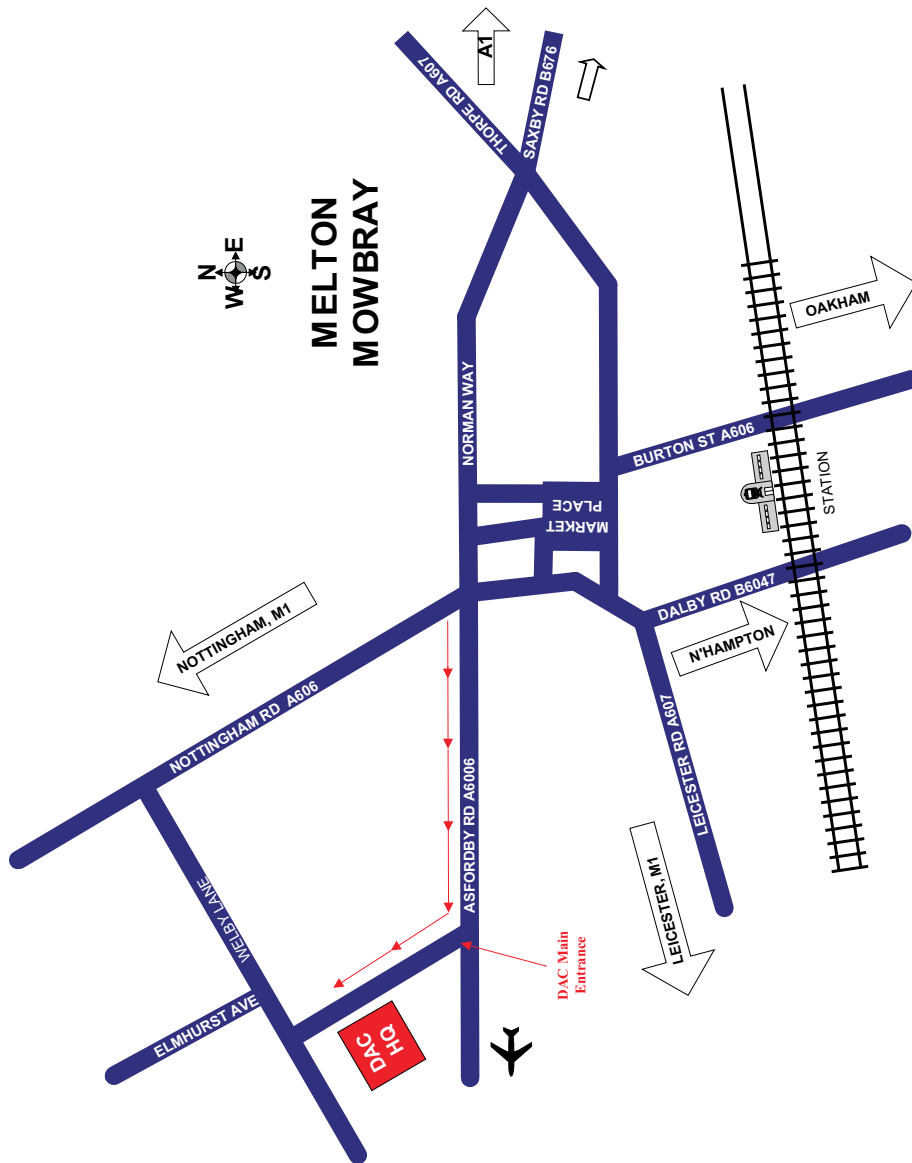 A1
THORPE RD A607
SAXBY RD B676
N
W
E
S
MELTON
MOWBRAY
OAKHAM
NORMAN WAY
BURTON ST A606
MARKET
PLACE
STATION
NOTTINGHAM, M1
DALBY RD B6047
N'HAMPTON
NOTTINGHAM RD A606
LEICESTER RD A607
ASFORDBY RD A6006
WELBY LANE
LEICESTER, M1
DAC Main
Entrance
ELMHURST AVE
DAC
HQ